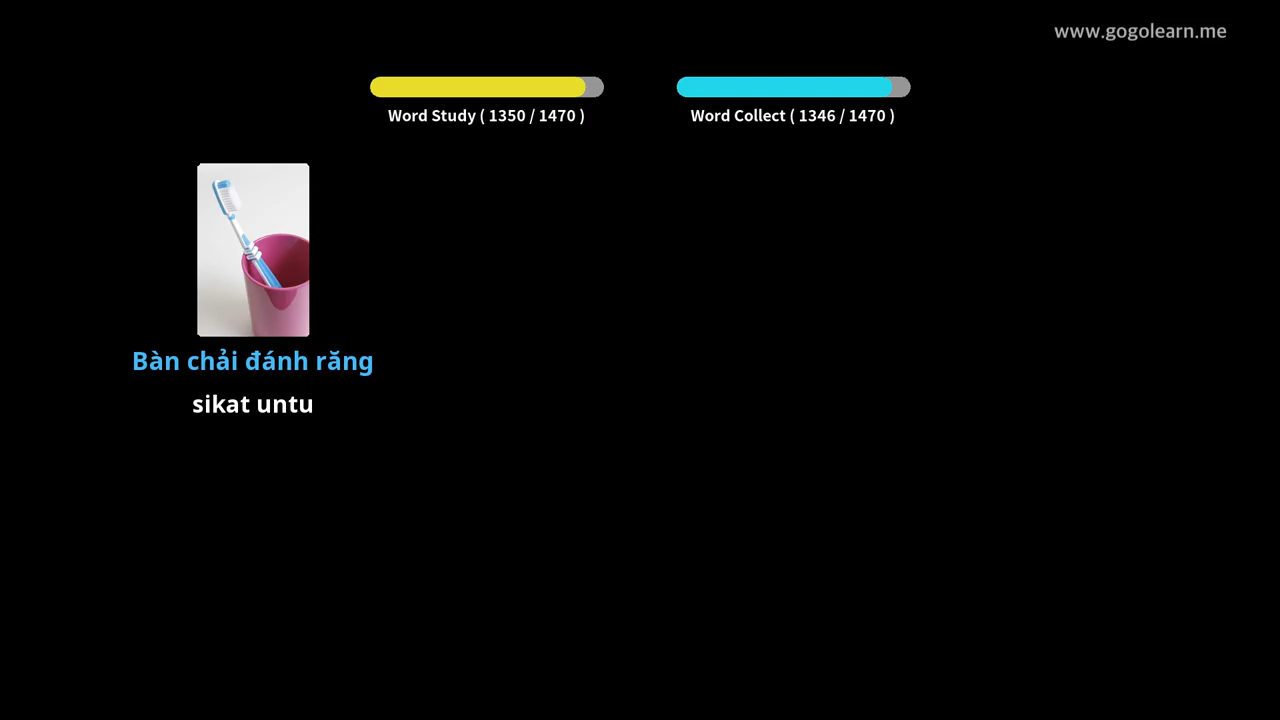 www.gogolearn.me
Word Study ( 1350 / 1470 )
Word Collect ( 1346 / 1470 )
Bàn chải đánh răng
sikat untu